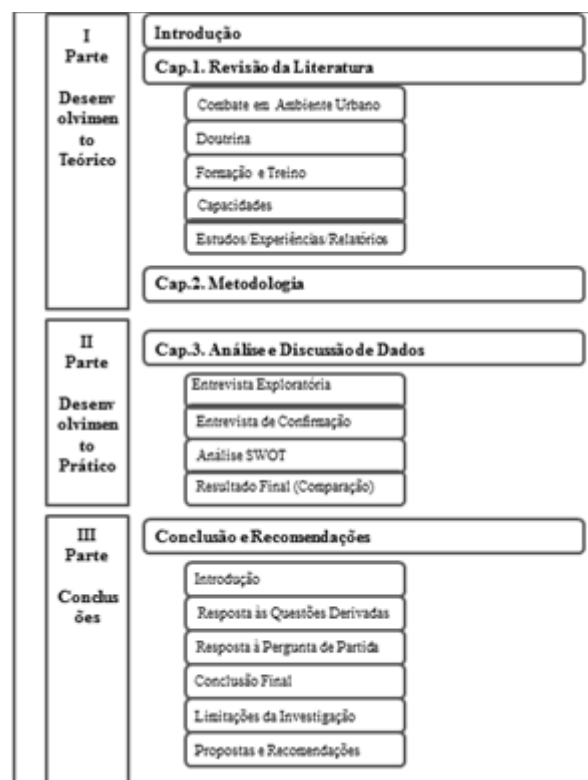 I
Parte
Desenv
olvimen
to
Teórico
Introdução
Cap.1. Revisão da Literatura
Combate em Ambiente Urbano
Doutrina
Formação e Treino
Capacidades
Estudos/Experiências/Relatórios
Cap.2. Metodologia
II
Parte
Desenv
olvimen
to
Prático
Cap.3. Análise e Discussão de Dados
Entrevista Exploratória
Entrevista de Confirmação
Análise SWOT
Resultado Final (Comparação)
III
Parte
Conclus
ões
Conclusão e Recomendações
Introdução
Resposta às Questões Derivadas
Resposta à Pergunta de Partida
Conclusão Final
Limitações da Investigação
Propostas e Recomendações